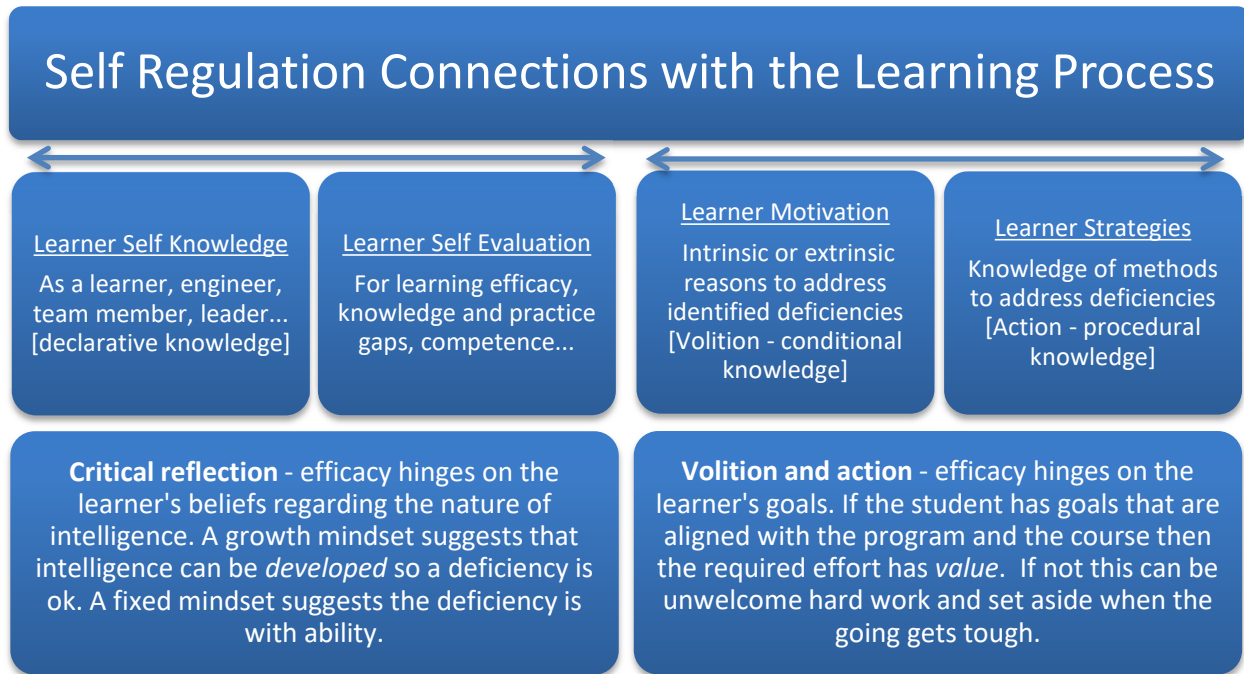 Self Regulation Connections with the Learning Process
Learner Self Knowledge
As a learner, engineer,
team member, leader...
[declarative knowledge]
Learner Self Evaluation
For learning efficacy,
knowledge and practice
gaps, competence...
Learner Motivation
Intrinsic or extrinsic
reasons to address
identified deficiencies
[Volition - conditional
knowledge]
Learner Strategies
Knowledge of methods
to address deficiencies
[Action - procedural
knowledge]
Critical reflection - efficacy hinges on the
learner's beliefs regarding the nature of
intelligence. A growth mindset suggests that
intelligence can be developed so a deficiency is
ok. A fixed mindset suggests the deficiency is
with ability.
Volition and action - efficacy hinges on the
learner's goals. If the student has goals that are
aligned with the program and the course then
the required effort has value.  If not this can be
unwelcome hard work and set aside when the
going gets tough.